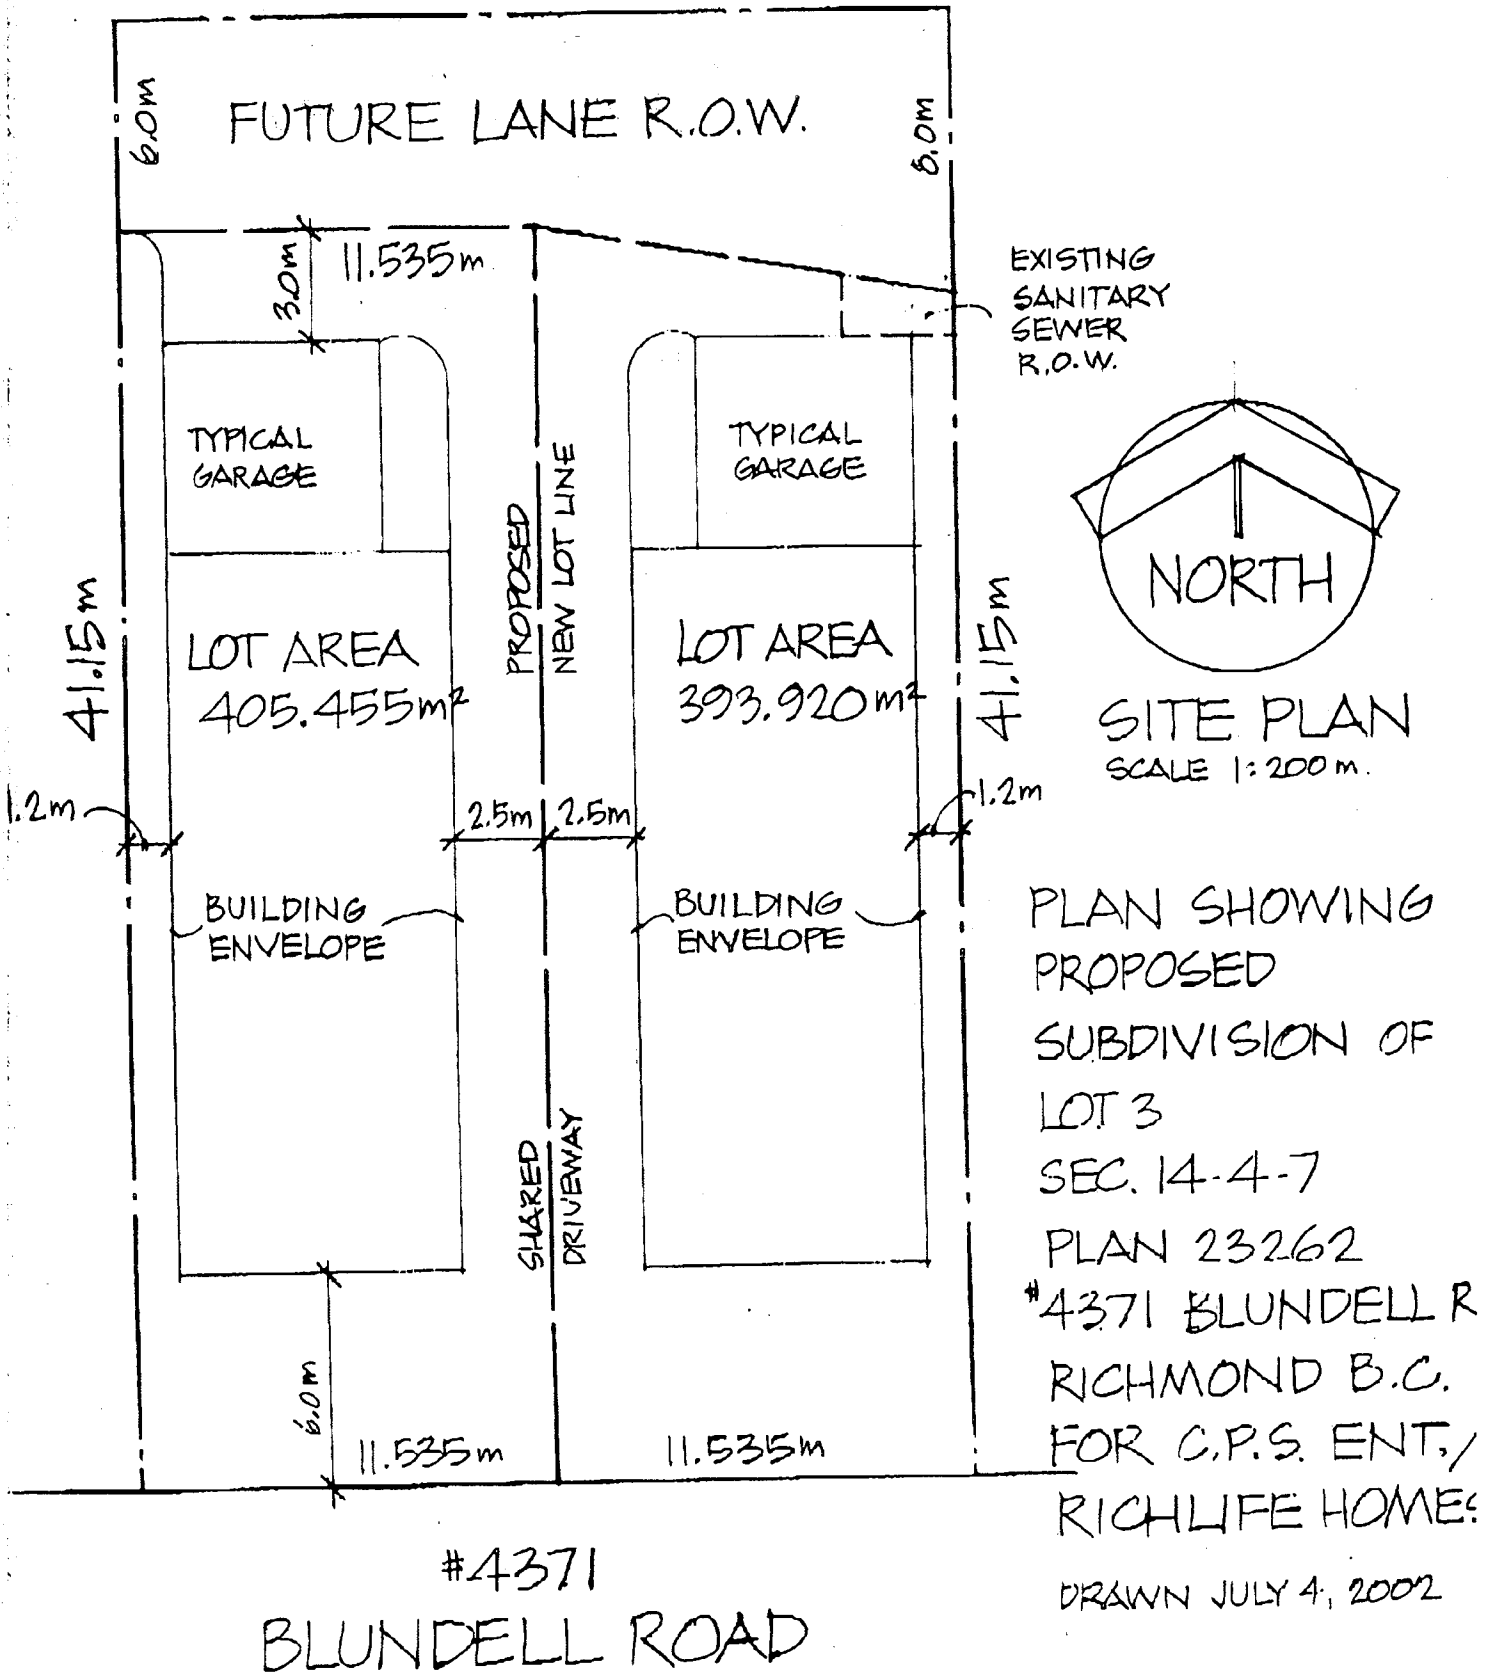 6.0m
FUTURE LANE R.O.W.
8.0m
3.0m
11.535m
EXISTING
SANITARY
SEWER
R.O.W.
TYPICAL
GARAGE
TYPICAL
GARAGE
PROPOSED
NEW LOT LINE
NORTH
41.15m
LOT AREA
405.455m²
LOT AREA
393.920m²
41.15m
SITE PLAN
SCALE 1:200m.
1.2m
2.5m
2.5m
1.2m
BUILDING
ENVELOPE
BUILDING
ENVELOPE
SHARED
DRIVEWAY
6.0m
11.535m
11.535m
PLAN SHOWING
PROPOSED
SUBDIVISION OF
LOT 3
SEC. 14-4-7
PLAN 23262
#4371 BLUNDELL R
RICHMOND B.C.
FOR C.P.S. ENT./
RICHLIFE HOMES
DRAWN JULY 4, 2002
#4371
BLUNDELL ROAD